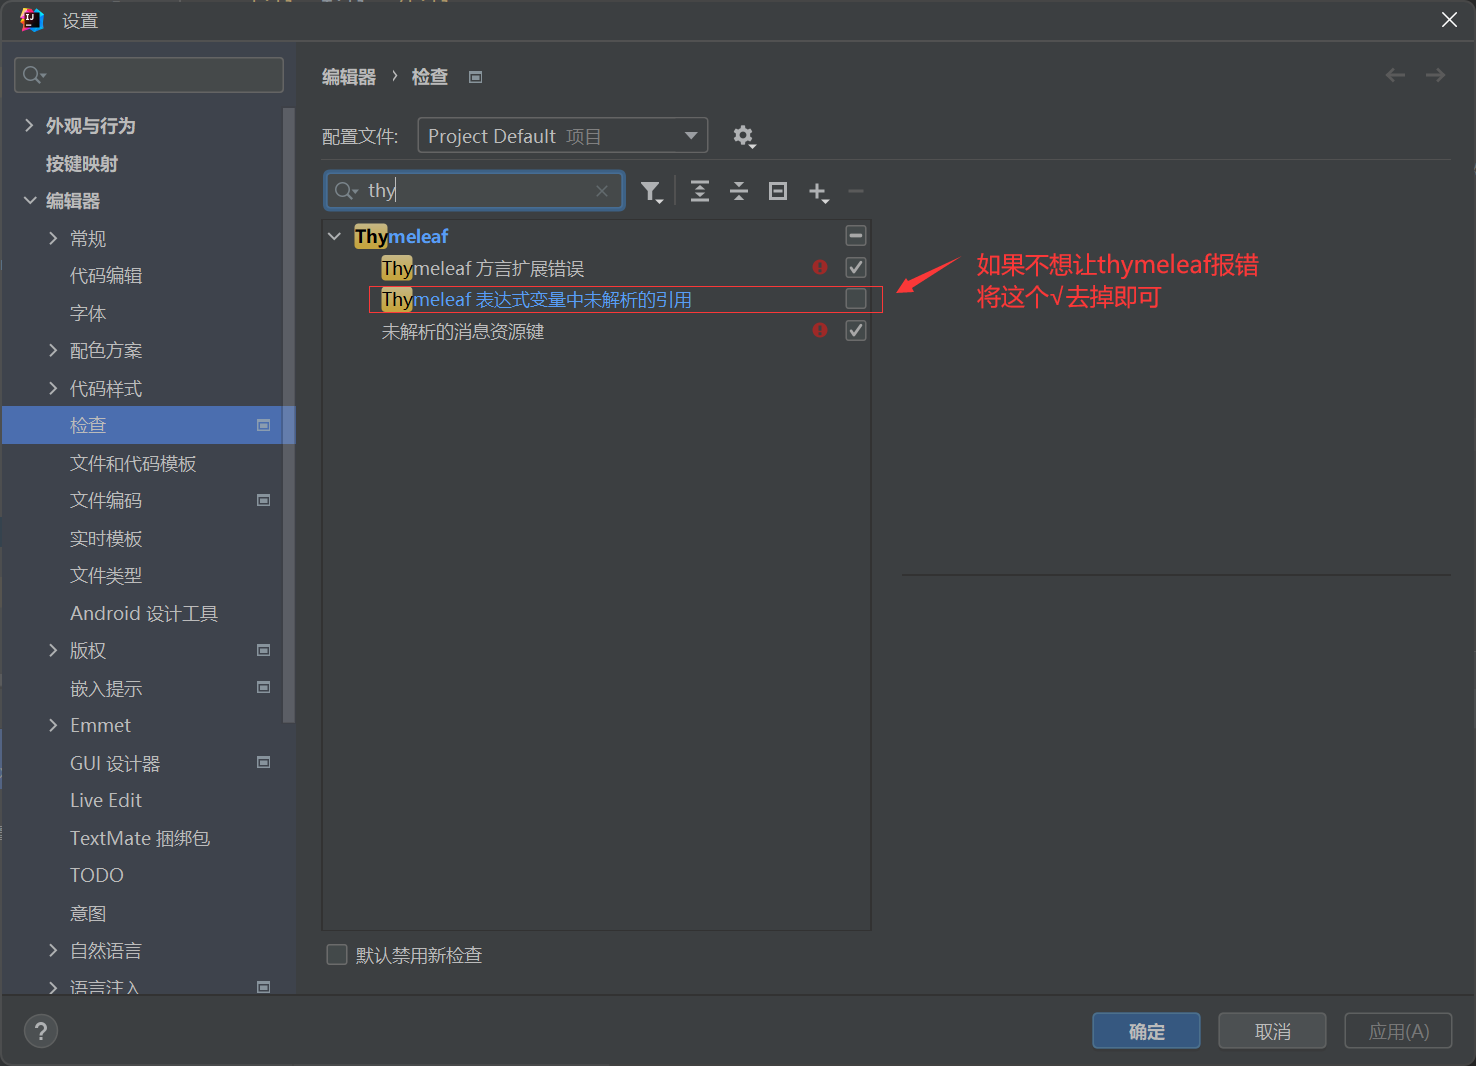 设置
编辑器 › 检查
外观与行为
按键映射
编辑器
常规
代码编辑
字体
配色方案
代码样式
检查
文件和代码模板
文件编码
实时模板
文件类型
Android 设计工具
版权
嵌入提示
Emmet
GUI 设计器
Live Edit
TextMate 捆绑包
TODO
意图
自然语言
语言注入
配置文件: Project Default 项目
thy
Thymeleaf
Thymeleaf 方言扩展错误
Thymeleaf 表达式变量中未解析的引用
未解析的消息资源键
如果不想让thymeleaf报错
将这个√去掉即可
默认禁用新检查
?
确定 取消 应用(A)